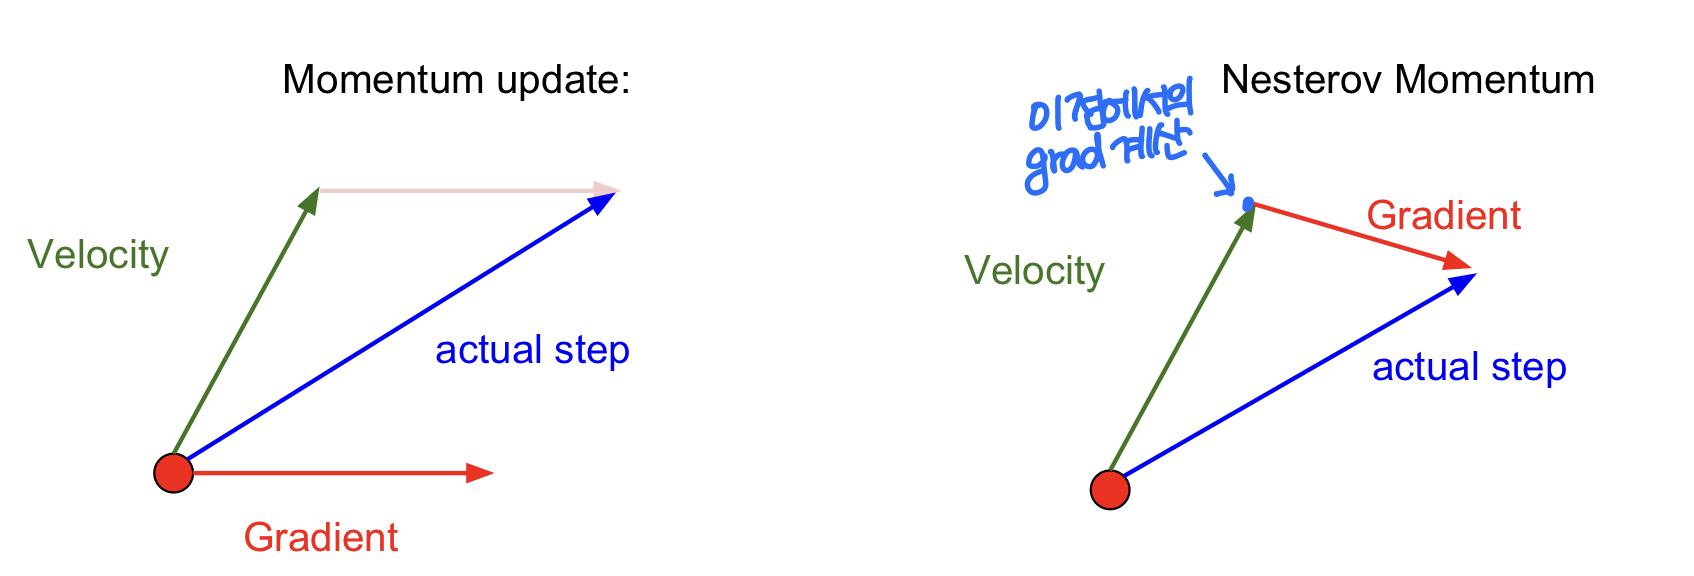 Momentum update:
Velocity
actual step
Gradient
Nesterov Momentum
이 점에서의
grad 계산
Gradient
Velocity
actual step